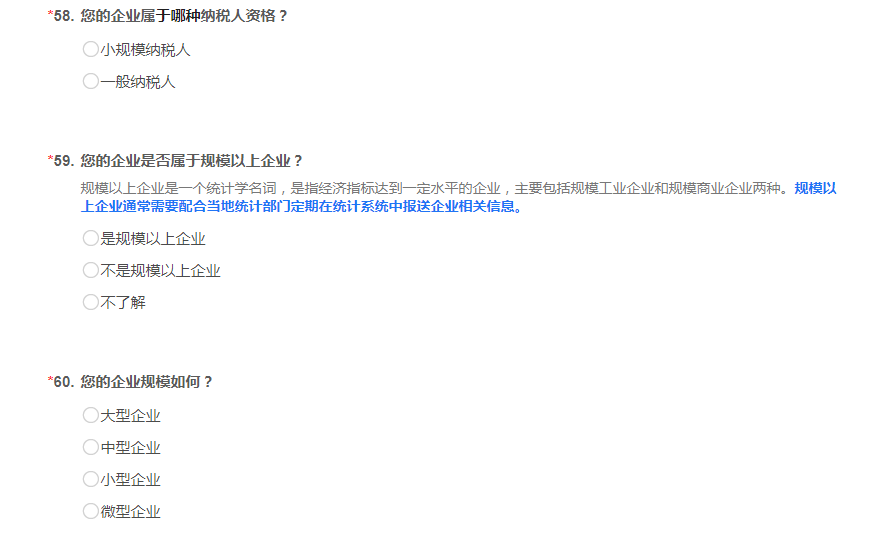 *58. 您的企业属于哪种纳税人资格？
小规模纳税人
一般纳税人
*59. 您的企业是否属于规模以上企业？
规模以上企业是一个统计学名词，是指经济指标达到一定水平的企业，主要包括规模工业企业和规模商业企业两种。规模以
上企业通常需要配合当地统计部门定期在统计系统中报送企业相关信息。
是规模以上企业
不是规模以上企业
不了解
*60. 您的企业规模如何？
大型企业
中型企业
小型企业
微型企业